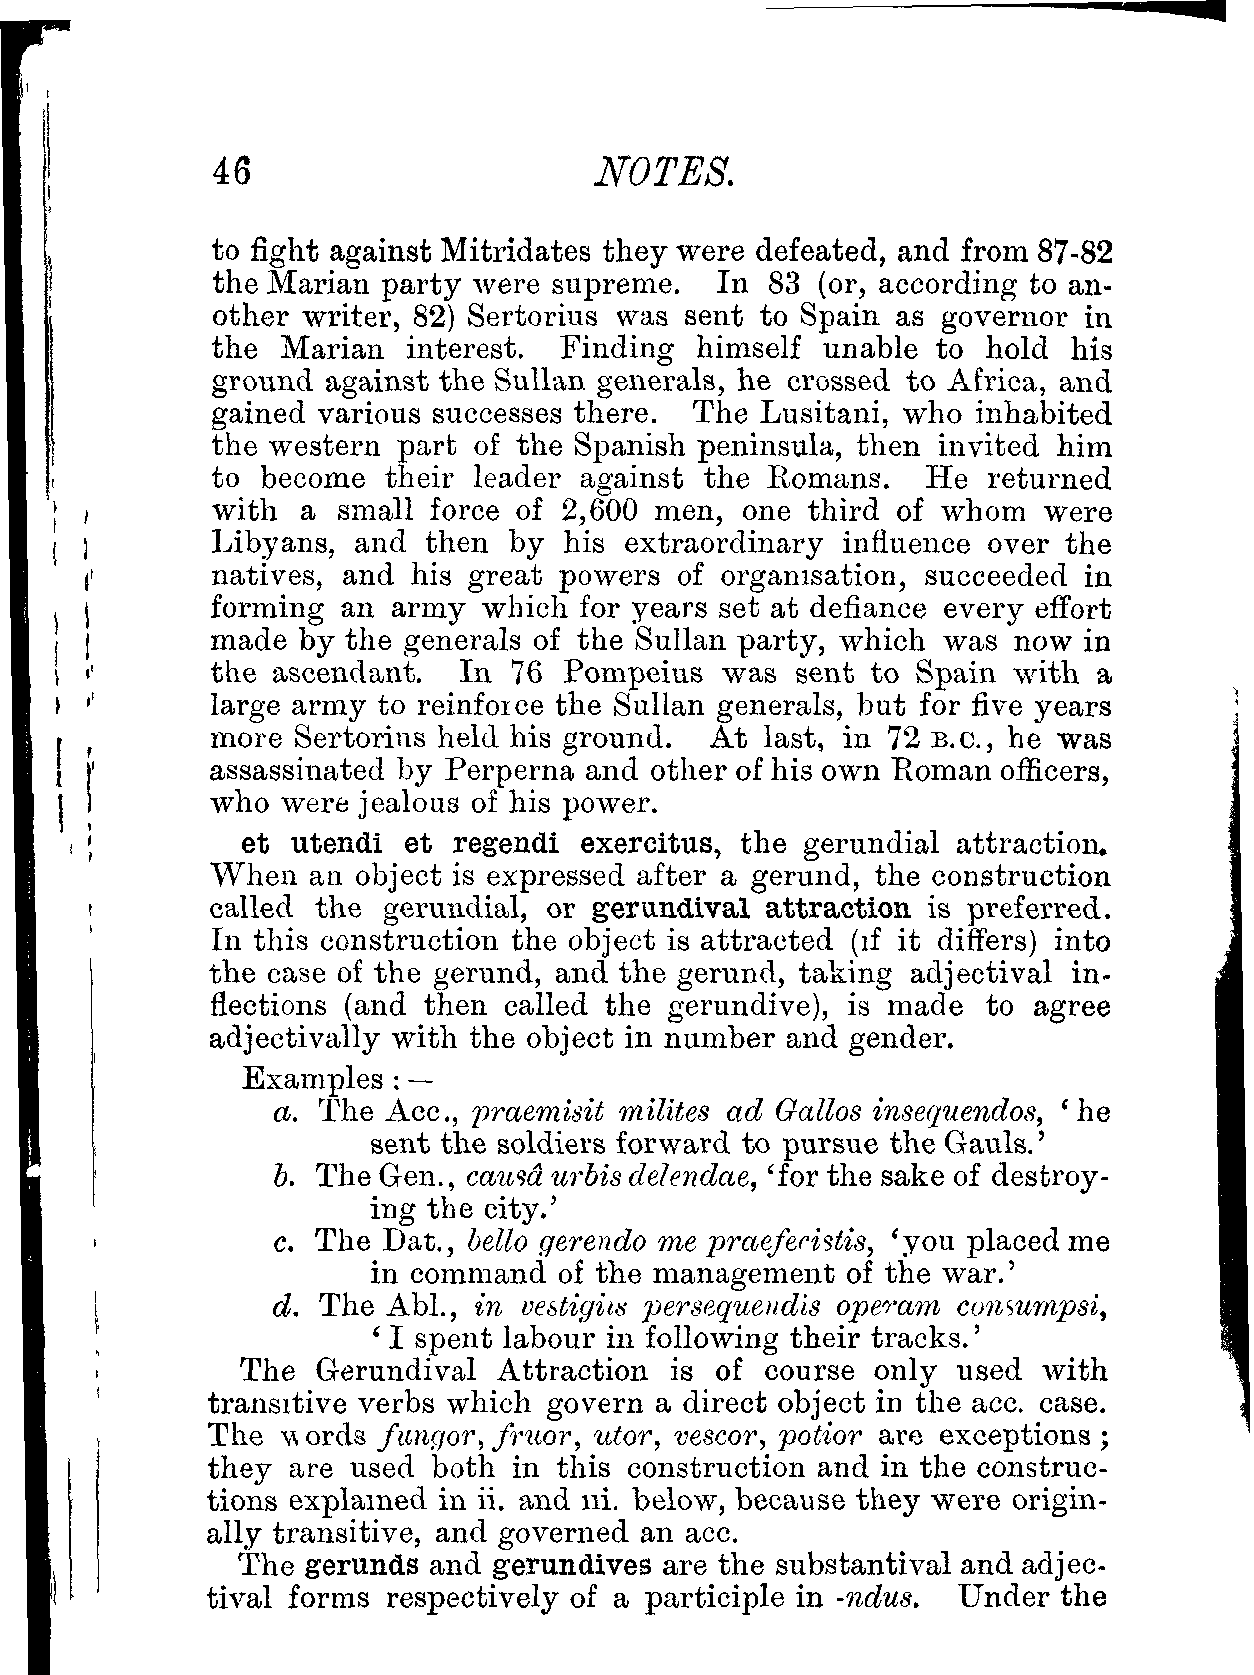 46 NOTES.
to fight against Mitridates they were defeated, and from 87-82
the Marian party were supreme. In 83 (or, according to an-
other writer, 82) Sertorius was sent to Spain as governor in
the Marian interest. Finding himself unable to hold his
ground against the Sullan generals, he crossed to Africa, and
gained various successes there. The Lusitani, who inhabited
the western part of the Spanish peninsula, then invited him
to become their leader against the Romans. He returned
with a small force of 2,600 men, one third of whom were
Libyans, and then by his extraordinary influence over the
natives, and his great powers of organisation, succeeded in
forming an army which for years set at defiance every effort
made by the generals of the Sullan party, which was now in
the ascendant. In 76 Pompeius was sent to Spain with a
large army to reinforce the Sullan generals, but for five years
more Sertorius held his ground. At last, in 72 B.C., he was
assassinated by Perperna and other of his own Roman officers,
who were jealous of his power.
et utendi et regendi exercitus, the gerundial attraction.
When an object is expressed after a gerund, the construction
called the gerundial, or gerundival attraction is preferred.
In this construction the object is attracted (if it differs) into
the case of the gerund, and the gerund, taking adjectival in-
flections (and then called the gerundive), is made to agree
adjectivally with the object in number and gender.
Examples :—
a. The Acc., praemisit milites ad Gallos insequendos, ‘he
sent the soldiers forward to pursue the Gauls.’
b. The Gen., causâ urbis delendae, ‘for the sake of destroy-
ing the city.’
c. The Dat., bello gerendo me praefecistis, ‘you placed me
in command of the management of the war.’
d. The Abl., in vestigiis persequendis operam consumpsi,
‘I spent labour in following their tracks.’
The Gerundival Attraction is of course only used with
transitive verbs which govern a direct object in the acc. case.
The words fungor, fruor, utor, vescor, potior are exceptions;
they are used both in this construction and in the construc-
tions explained in ii. and iii. below, because they were origin-
ally transitive, and governed an acc.
The gerunds and gerundives are the substantival and adjec-
tival forms respectively of a participle in -ndus. Under the